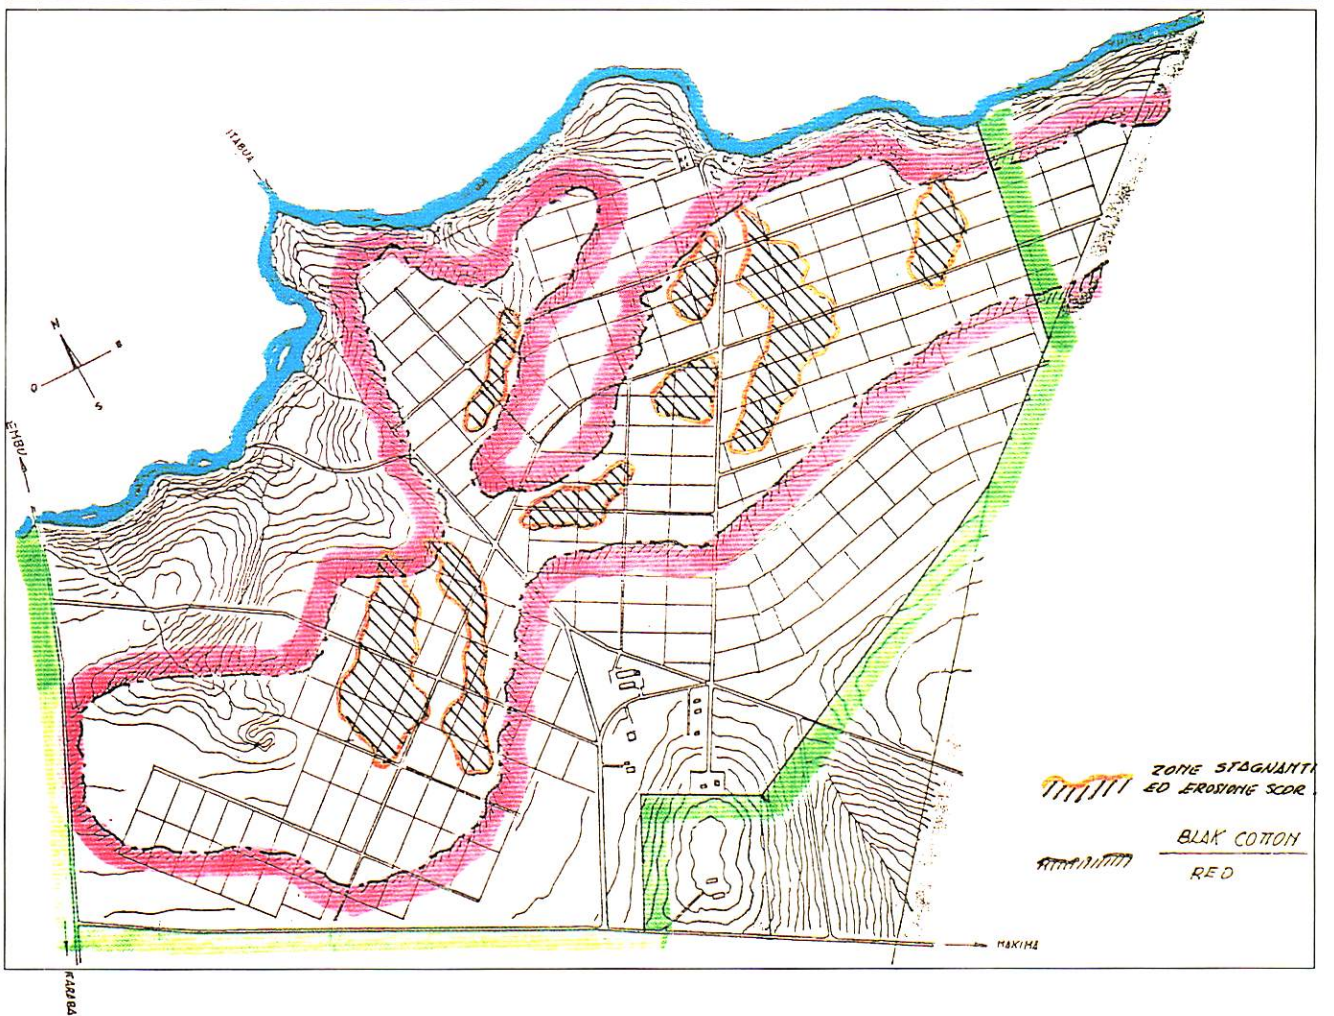 ITABUA
N
E
O
S
EMBU
ZONE STAGNANTI
ED EROSIONE SCOR
BLAK COTTON
RED
MAKIMA
KARABA